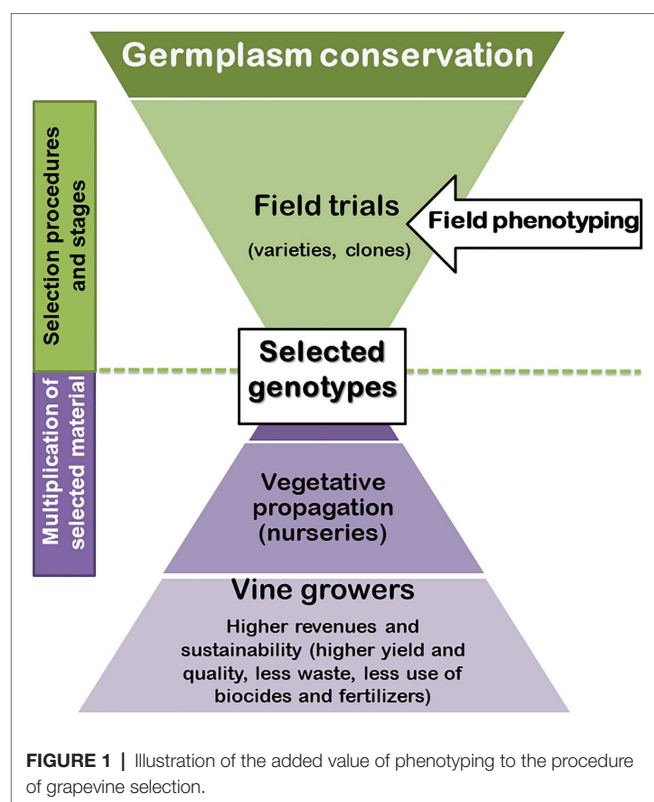 Germplasm conservation
Selection procedures
and stages
Field trials
(varieties, clones)
Field phenotyping
Selected
genotypes
Multiplication of
selected material
Vegetative
propagation
(nurseries)
Vine growers
Higher revenues and
sustainability (higher yield and
quality, less waste, less use of
biocides and fertilizers)
FIGURE 1 | Illustration of the added value of phenotyping to the procedure
of grapevine selection.